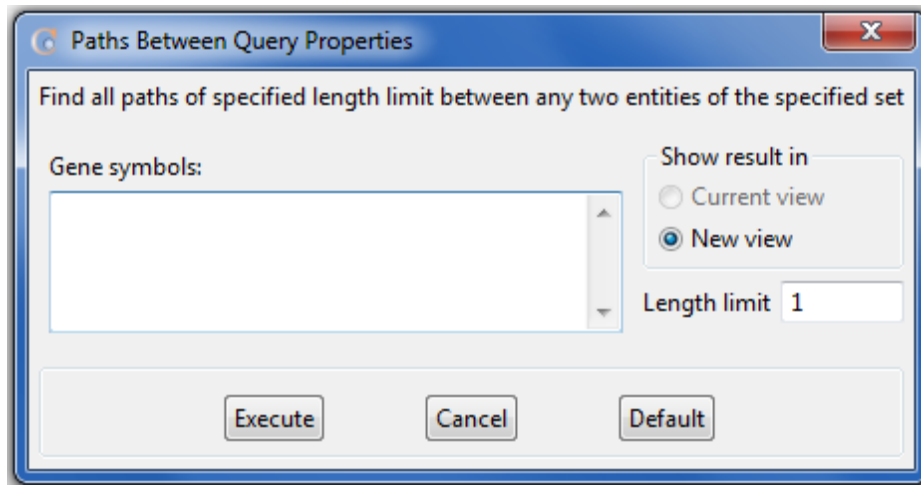 Paths Between Query Properties
Find all paths of specified length limit between any two entities of the specified set
Gene symbols:
Show result in
Current view
New view
Length limit 1
Execute Cancel Default